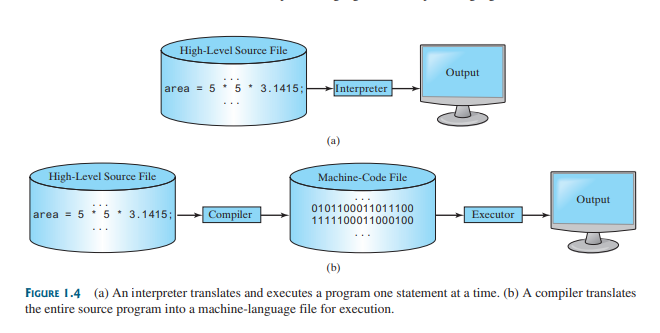 High-Level Source File
. . .
area = 5 * 5 * 3.1415;
. . .
Interpreter
Output
(a)
High-Level Source File
. . .
area = 5 * 5 * 3.1415;
. . .
Compiler
Machine-Code File
. . .
0101100011011100
1111100011000100
. . .
Executor
Output
(b)
FIGURE 1.4 (a) An interpreter translates and executes a program one statement at a time. (b) A compiler translates
the entire source program into a machine-language file for execution.